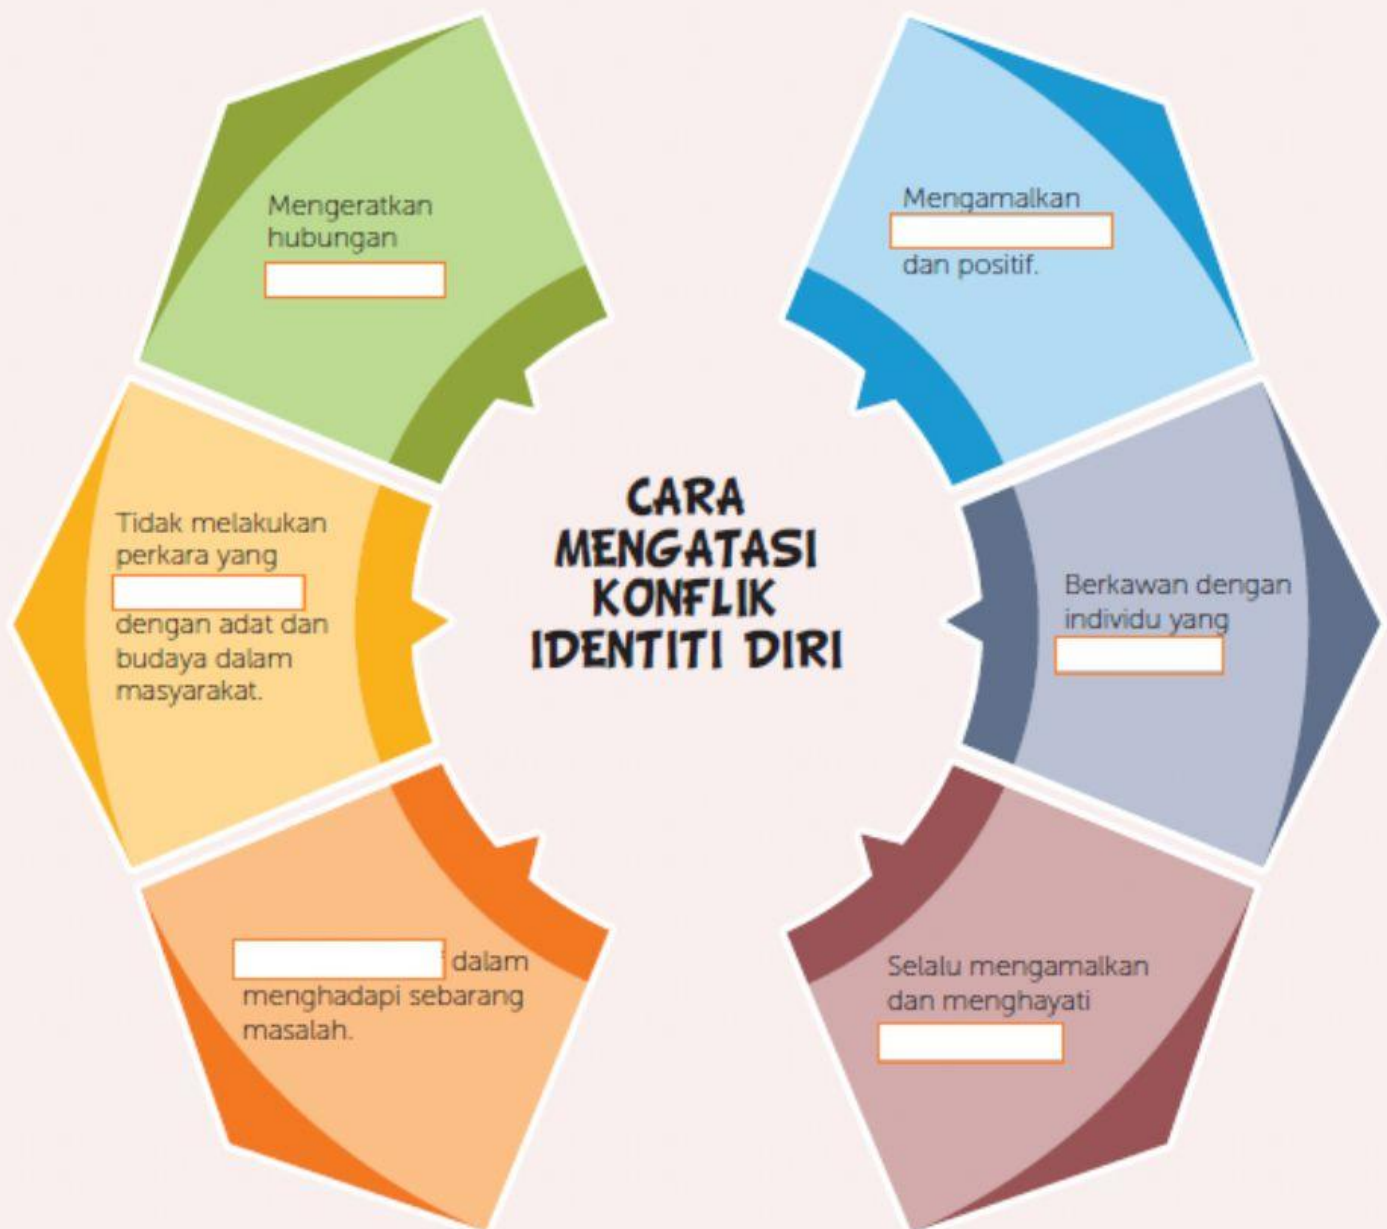 Mengeratkan
hubungan
Mengamalkan
dan positif.
Tidak melakukan
perkara yang
dengan adat dan
budaya dalam
masyarakat.
CARA
MENGATASI
KONFLIK
IDENTITI DIRI
Berkawan dengan
individu yang
dalam
menghadapi sebarang
masalah.
Selalu mengamalkan
dan menghayati